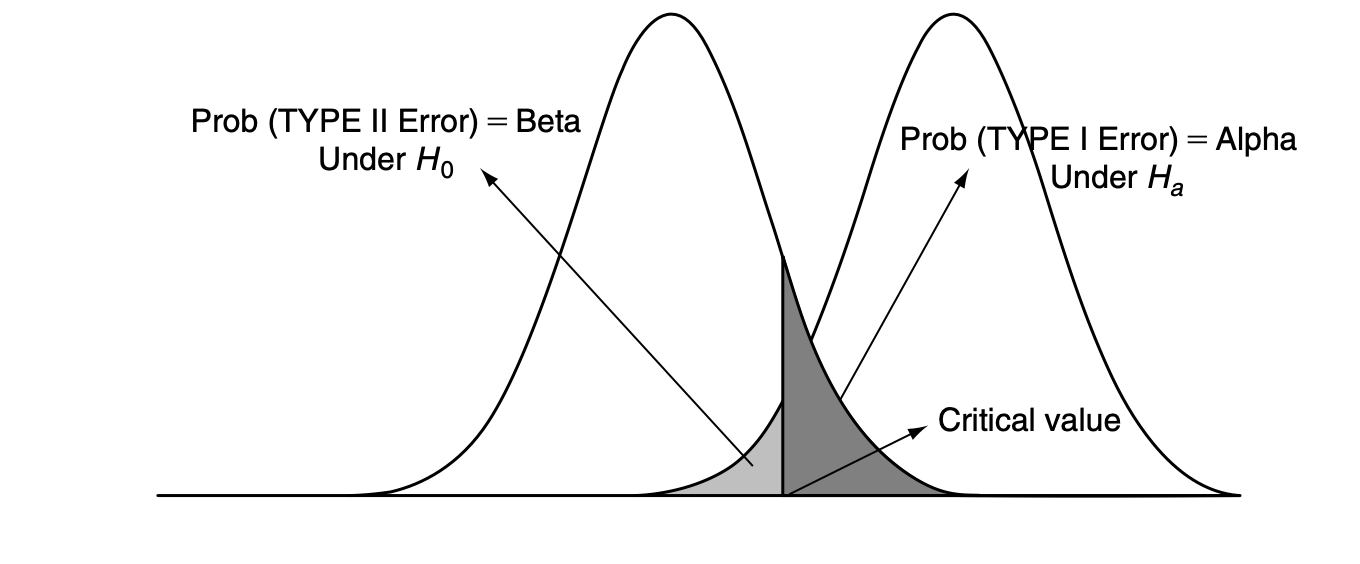 Prob (TYPE II Error) = Beta
Under H₀
Prob (TYPE I Error) = Alpha
Under Hₐ
Critical value